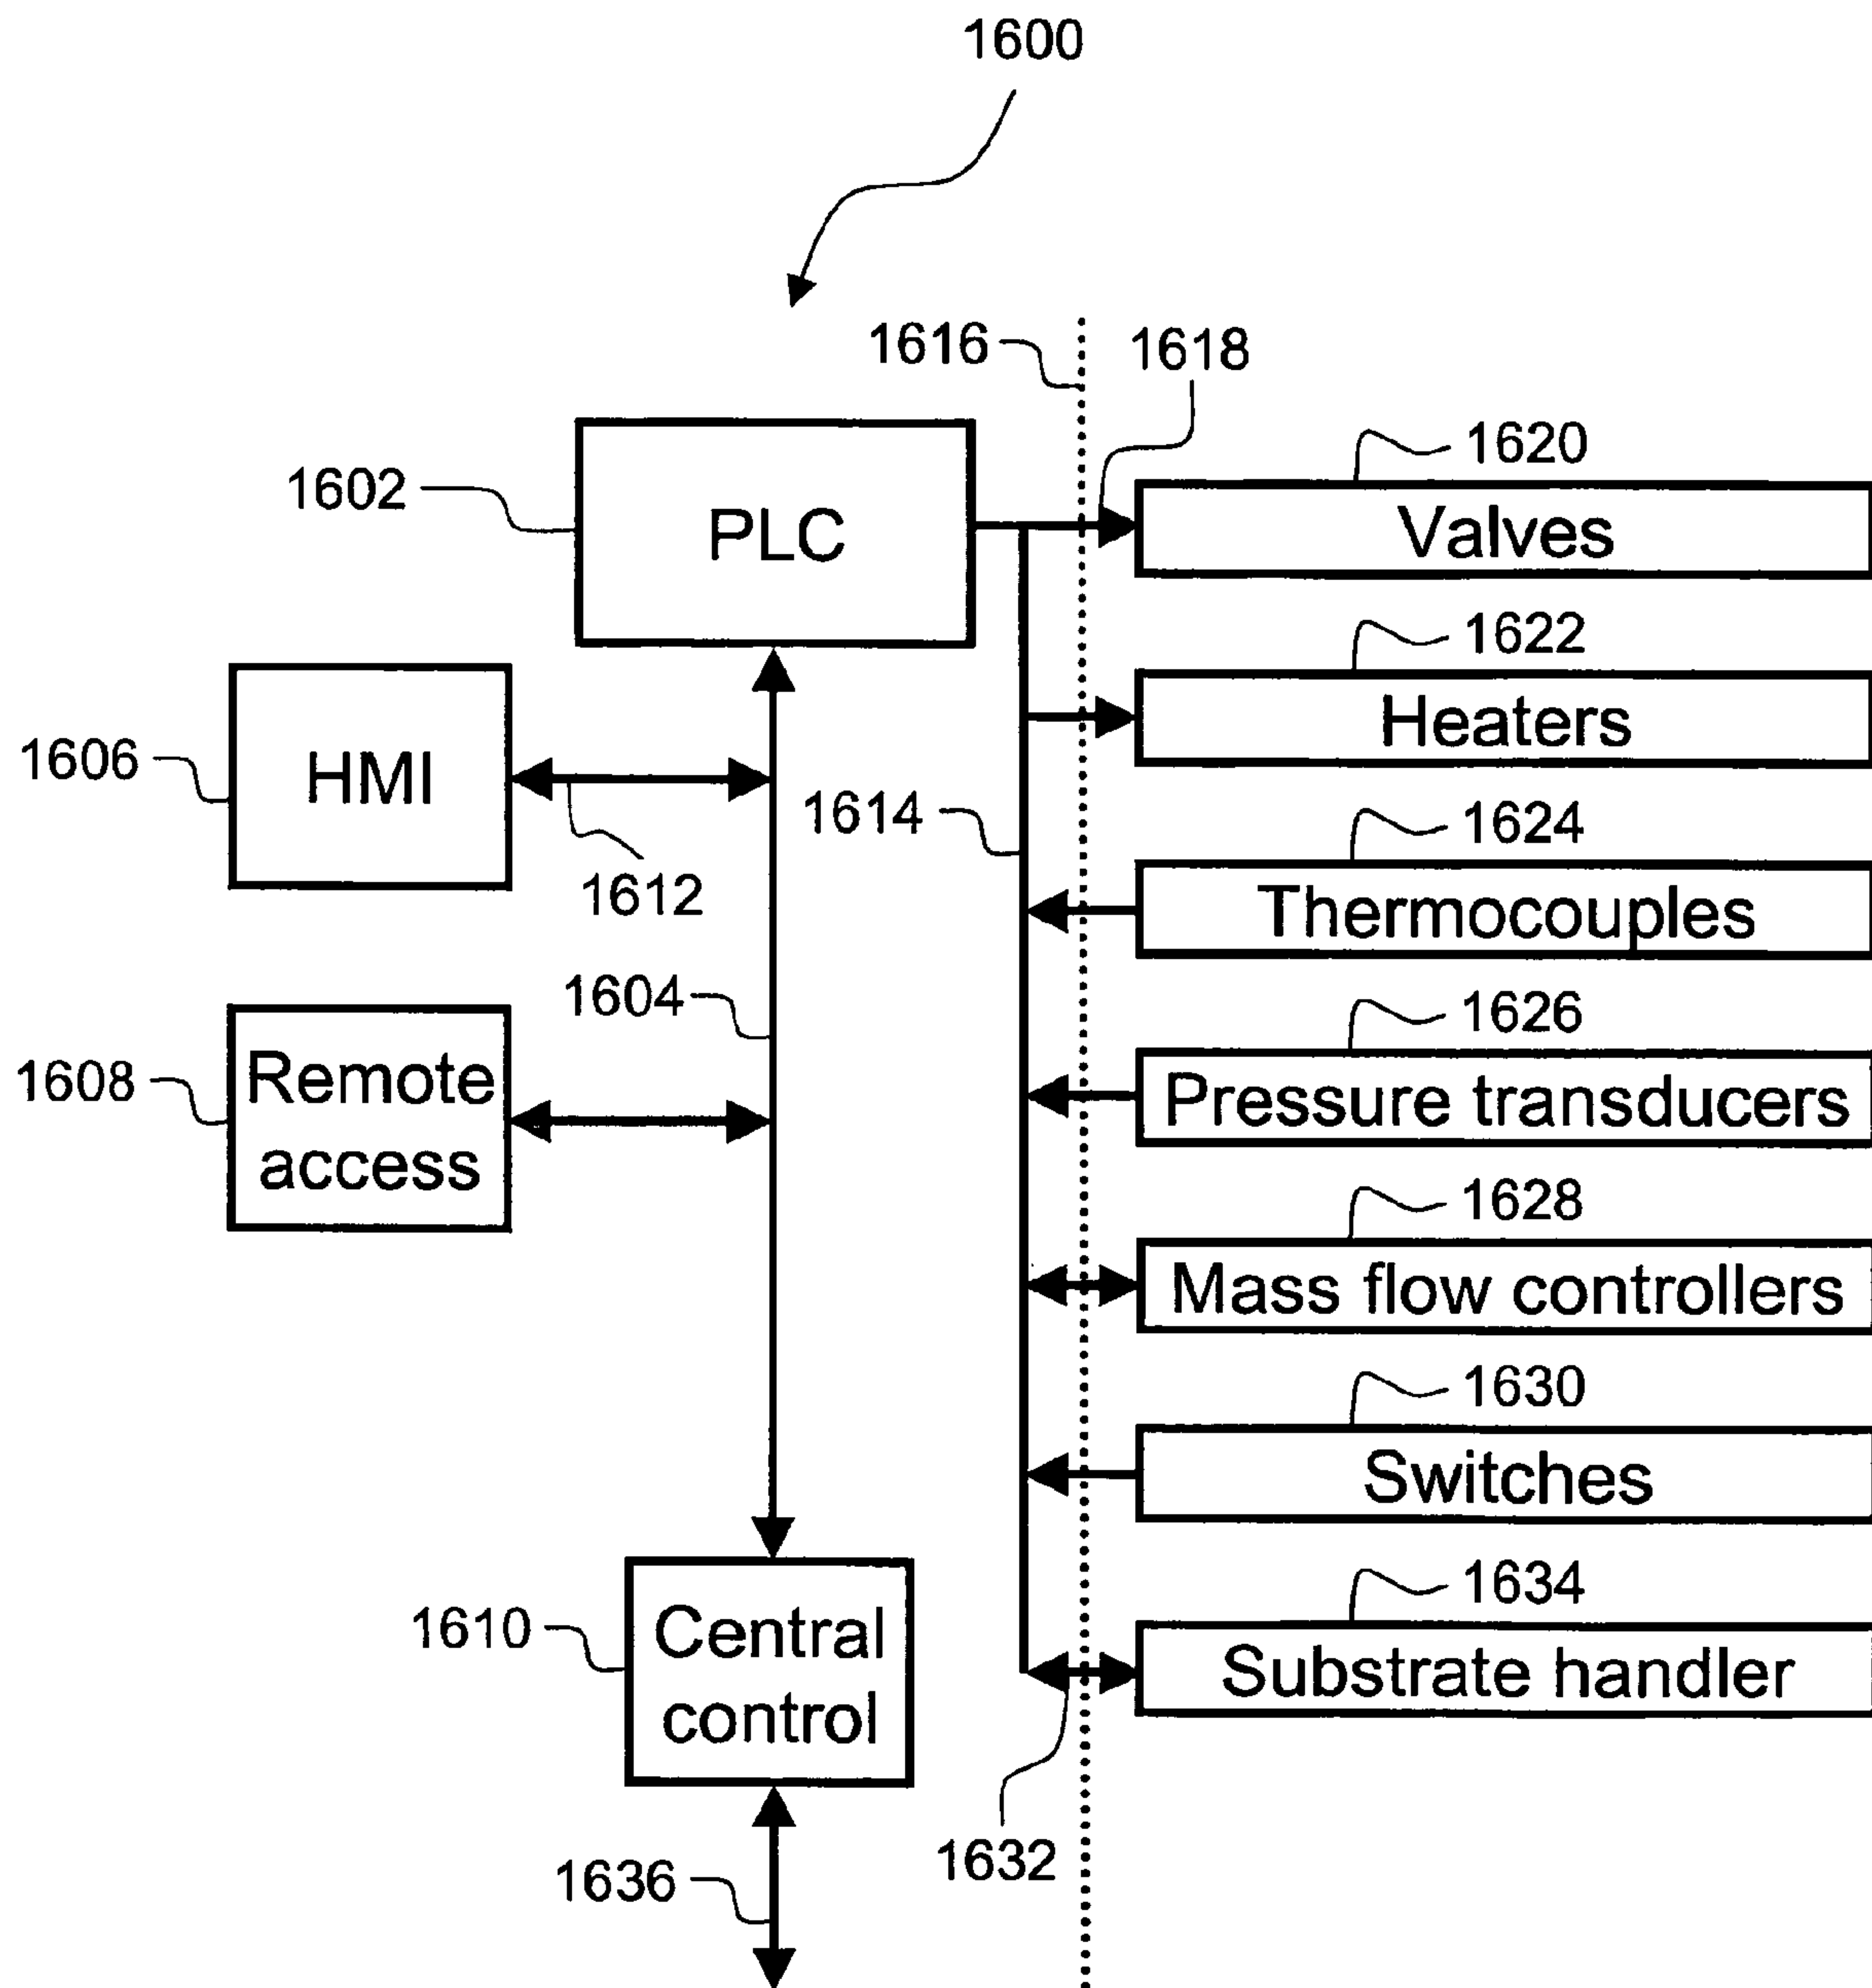 1600
1616
1618
1602
PLC
1620
Valves
1622
Heaters
1606
HMI
1612
1614
1624
Thermocouples
1604
1626
Pressure transducers
1608
Remote
access
1628
Mass flow controllers
1630
Switches
1634
Substrate handler
1610
Central
control
1632
1636